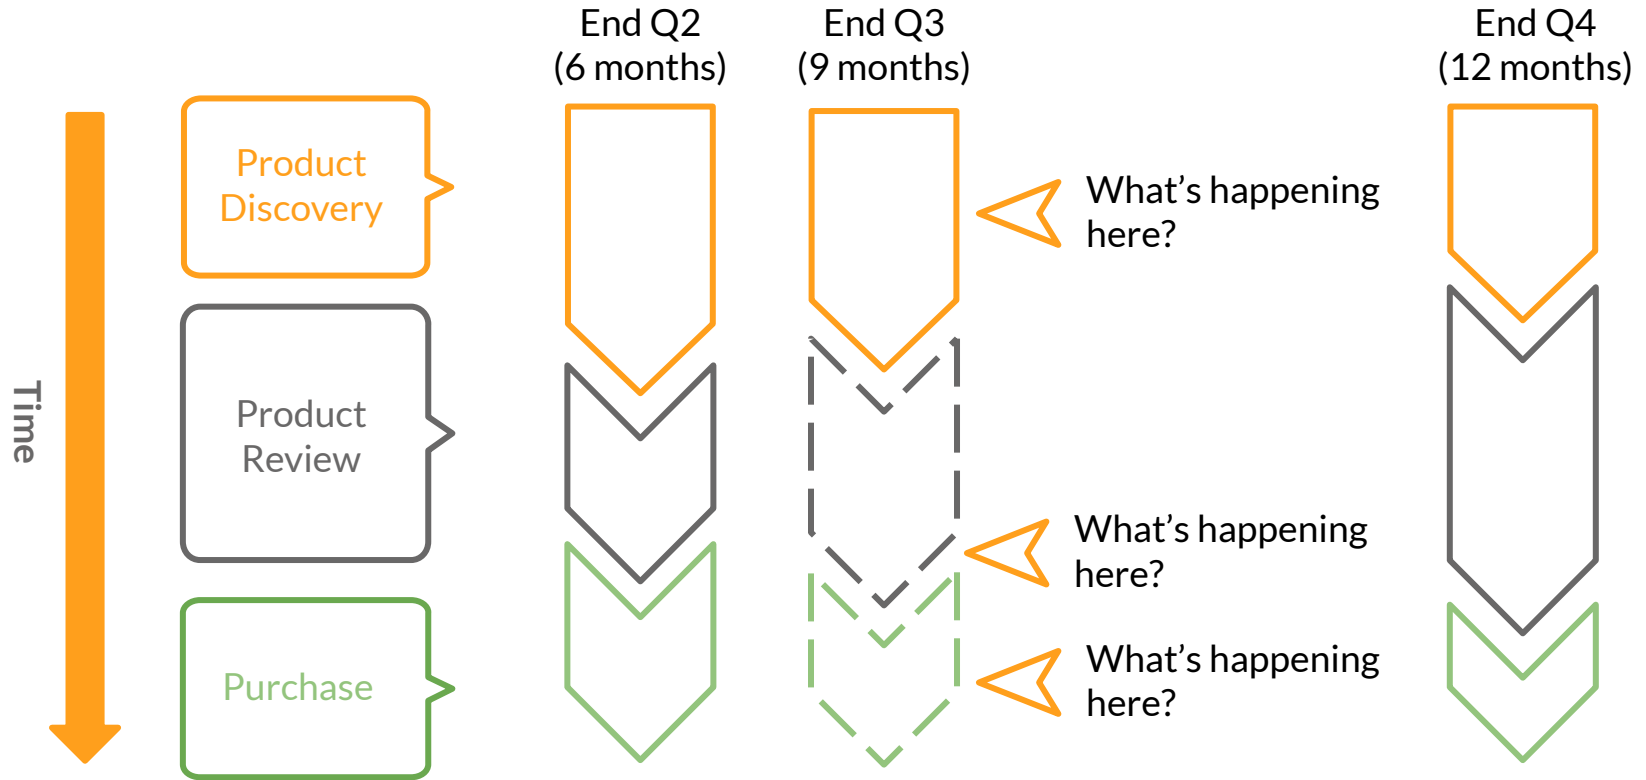 End Q2
(6 months)
End Q3
(9 months)
End Q4
(12 months)
Time
Product
Discovery
What’s happening
here?
Product
Review
What’s happening
here?
Purchase
What’s happening
here?